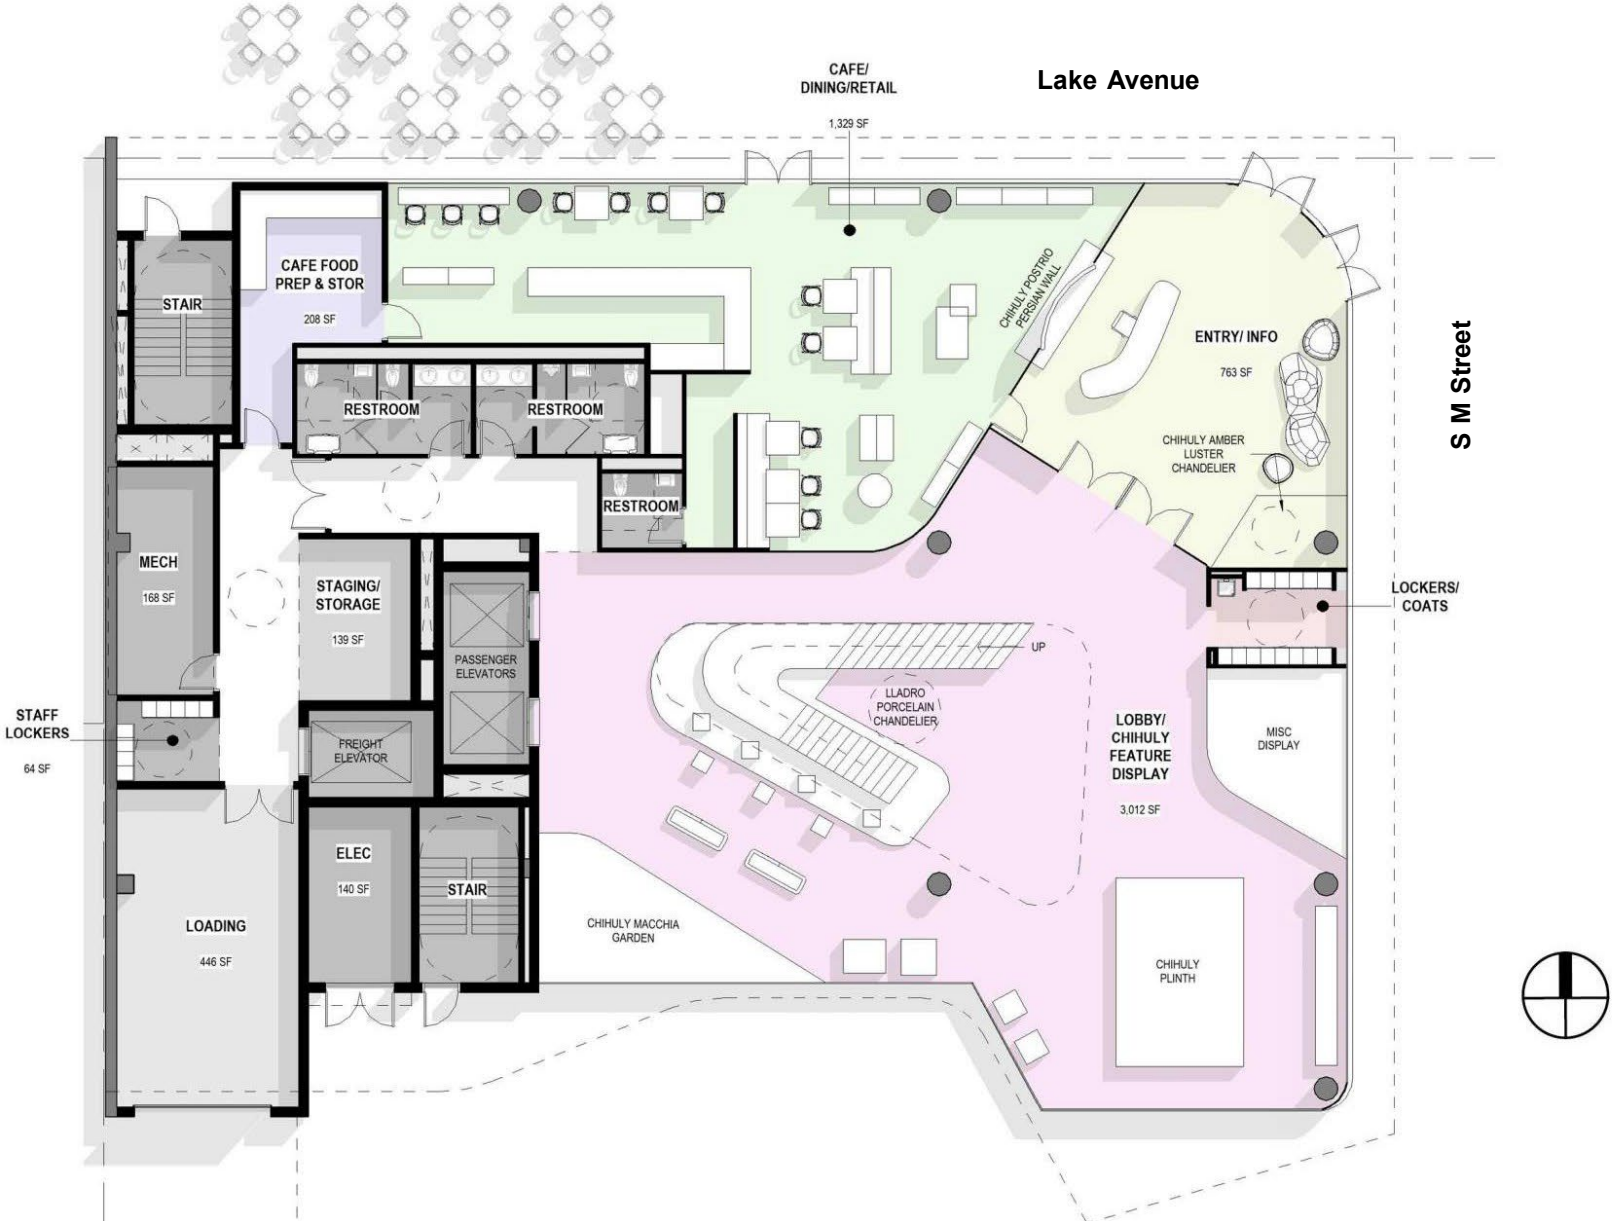 CAFE/
DINING/RETAIL
1,329 SF
Lake Avenue
S M Street
STAIR
CAFE FOOD
PREP & STOR
208 SF
CHIHULY POSTRIO
PERSIAN WALL
ENTRY/ INFO
763 SF
RESTROOM
RESTROOM
CHIHULY AMBER
LUSTER
CHANDELIER
RESTROOM
MECH
168 SF
STAGING/
STORAGE
139 SF
LOCKERS/
COATS
PASSENGER
ELEVATORS
UP
LLADRO
PORCELAIN
CHANDELIER
LOBBY/
CHIHULY
FEATURE
DISPLAY
3,012 SF
MISC
DISPLAY
STAFF
LOCKERS
64 SF
FREIGHT
ELEVATOR
ELEC
140 SF
STAIR
LOADING
446 SF
CHIHULY MACCHIA
GARDEN
CHIHULY
PLINTH